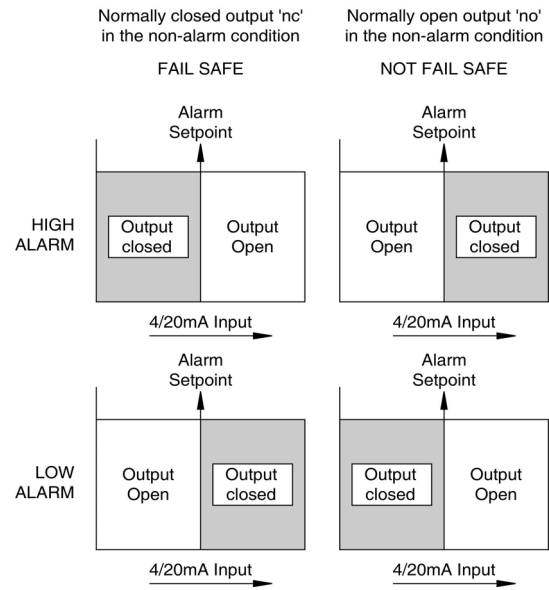 Normally closed output 'nc'
in the non-alarm condition
FAIL SAFE
Normally open output 'no'
in the non-alarm condition
NOT FAIL SAFE
HIGH
ALARM
Alarm
Setpoint
Output
closed
Output
Open
4/20mA Input
Alarm
Setpoint
Output
Open
Output
closed
4/20mA Input
LOW
ALARM
Alarm
Setpoint
Output
Open
Output
closed
4/20mA Input
Alarm
Setpoint
Output
closed
Output
Open
4/20mA Input